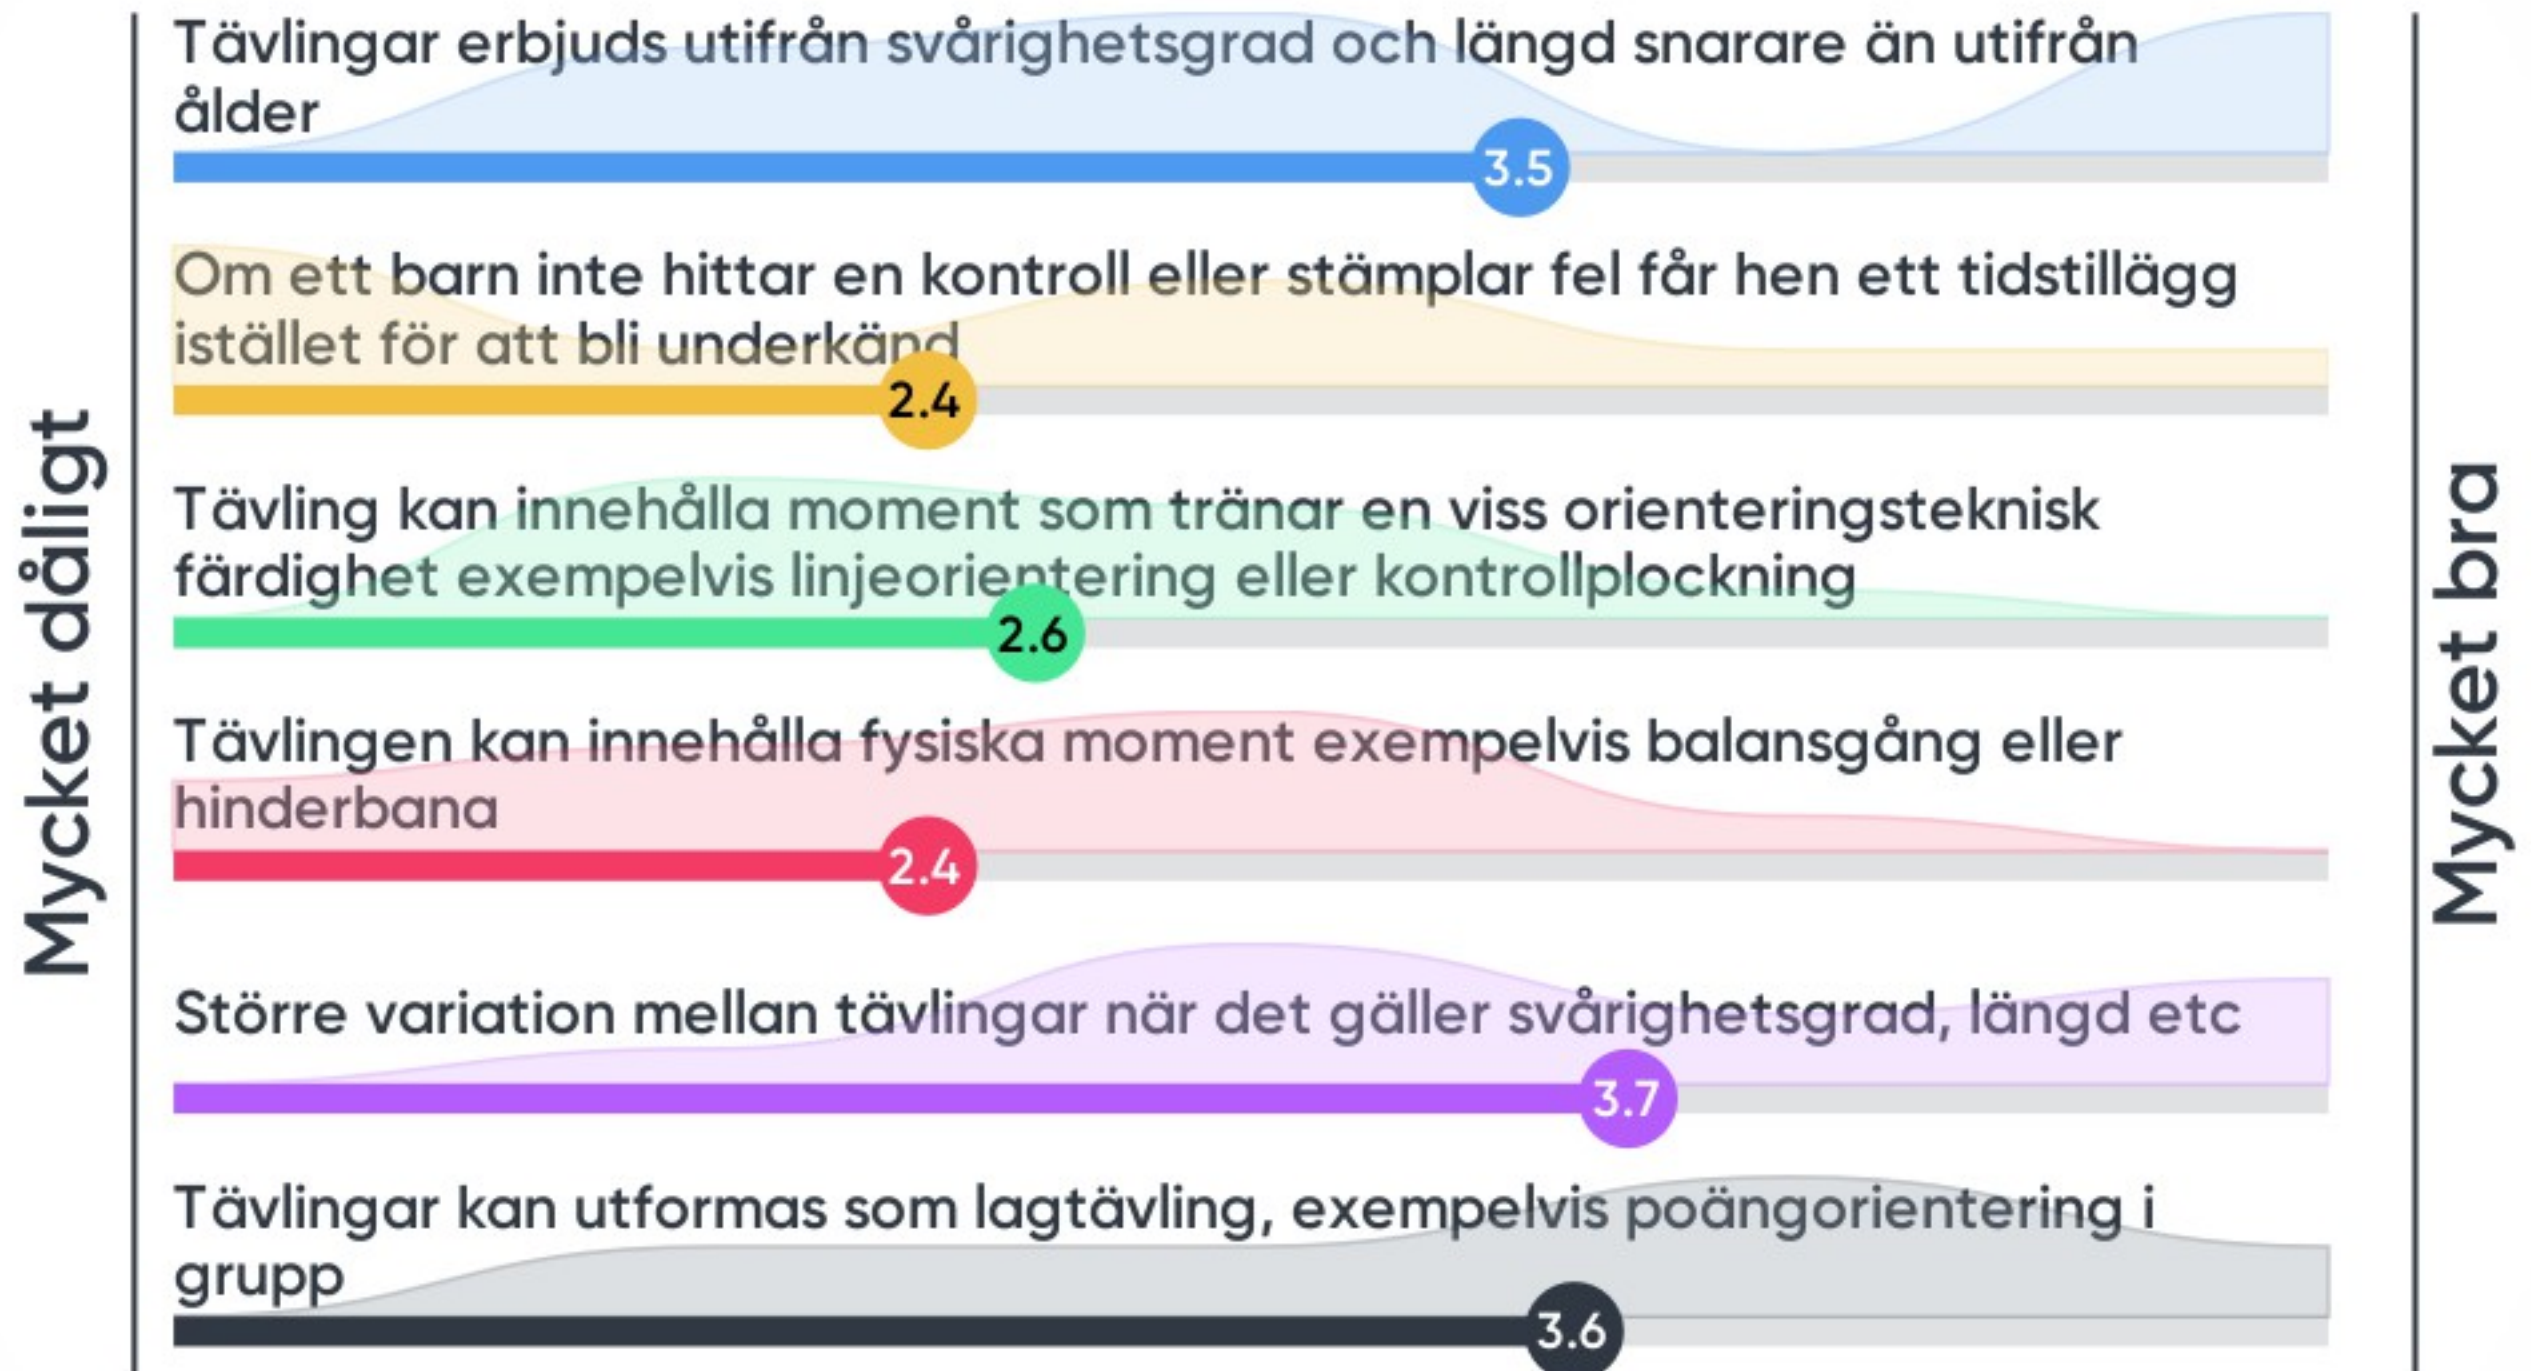 Mycket dåligt
Tävlingar erbjuds utifrån svårighetsgrad och längd snarare än utifrån
ålder
3.5
Om ett barn inte hittar en kontroll eller stämplar fel får hen ett tidstillägg
istället för att bli underkänd
2.4
Tävling kan innehålla moment som tränar en viss orienteringsteknisk
färdighet exempelvis linjeorientering eller kontrollplockning
2.6
Tävlingen kan innehålla fysiska moment exempelvis balansgång eller
hinderbana
2.4
Större variation mellan tävlingar när det gäller svårighetsgrad, längd etc
3.7
Tävlingar kan utformas som lagtävling, exempelvis poängorientering i
grupp
3.6
Mycket bra